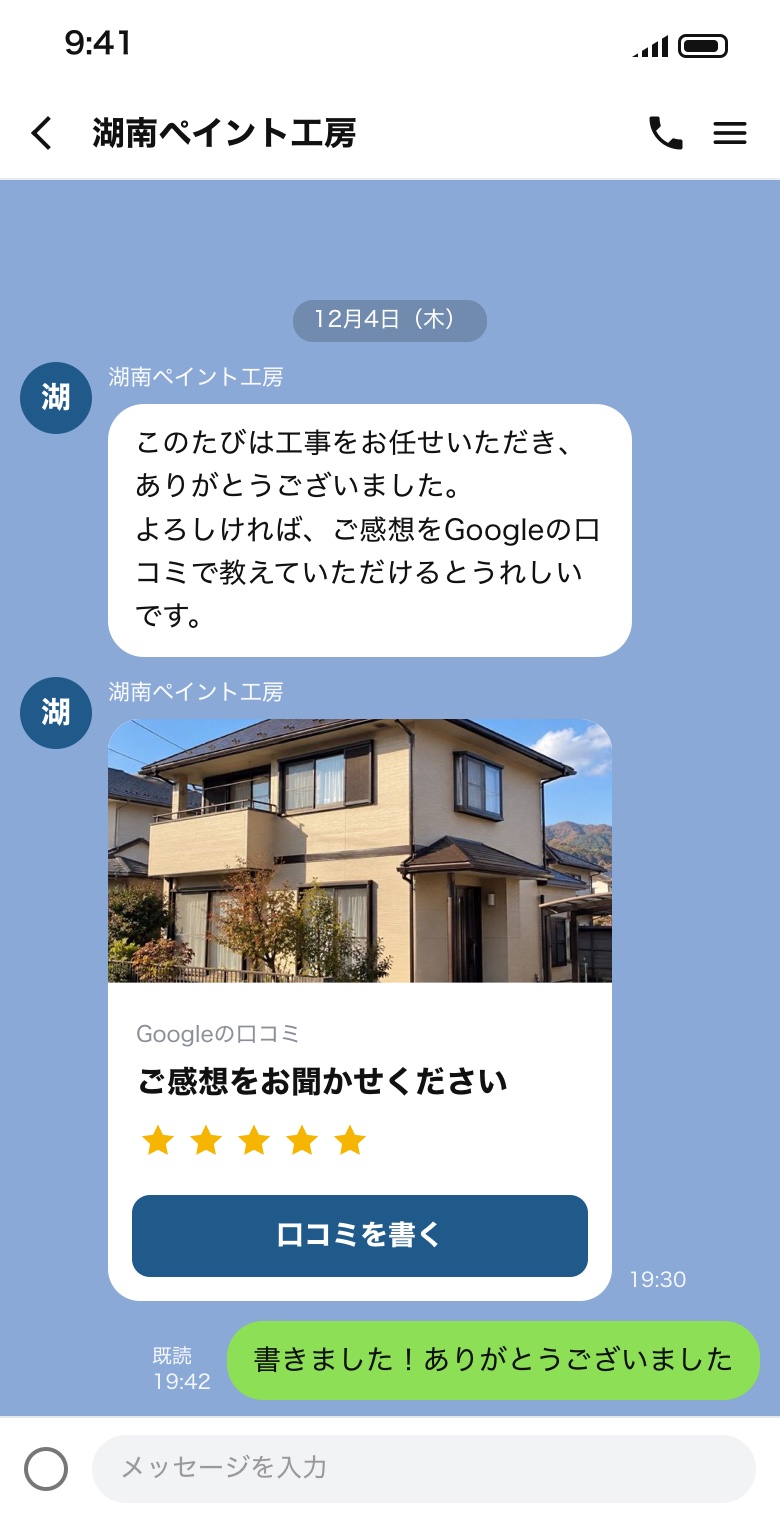 9:41
湖南ペイント工房
12月4日（木）
湖
湖南ペイント工房
このたびは工事をお任せいただき、
ありがとうございました。
よろしければ、ご感想をGoogleの口
コミで教えていただけるとうれしい
です。
湖
湖南ペイント工房
Googleの口コミ
ご感想をお聞かせください
口コミを書く
19:30
既読
19:42
書きました！ありがとうございました
メッセージを入力